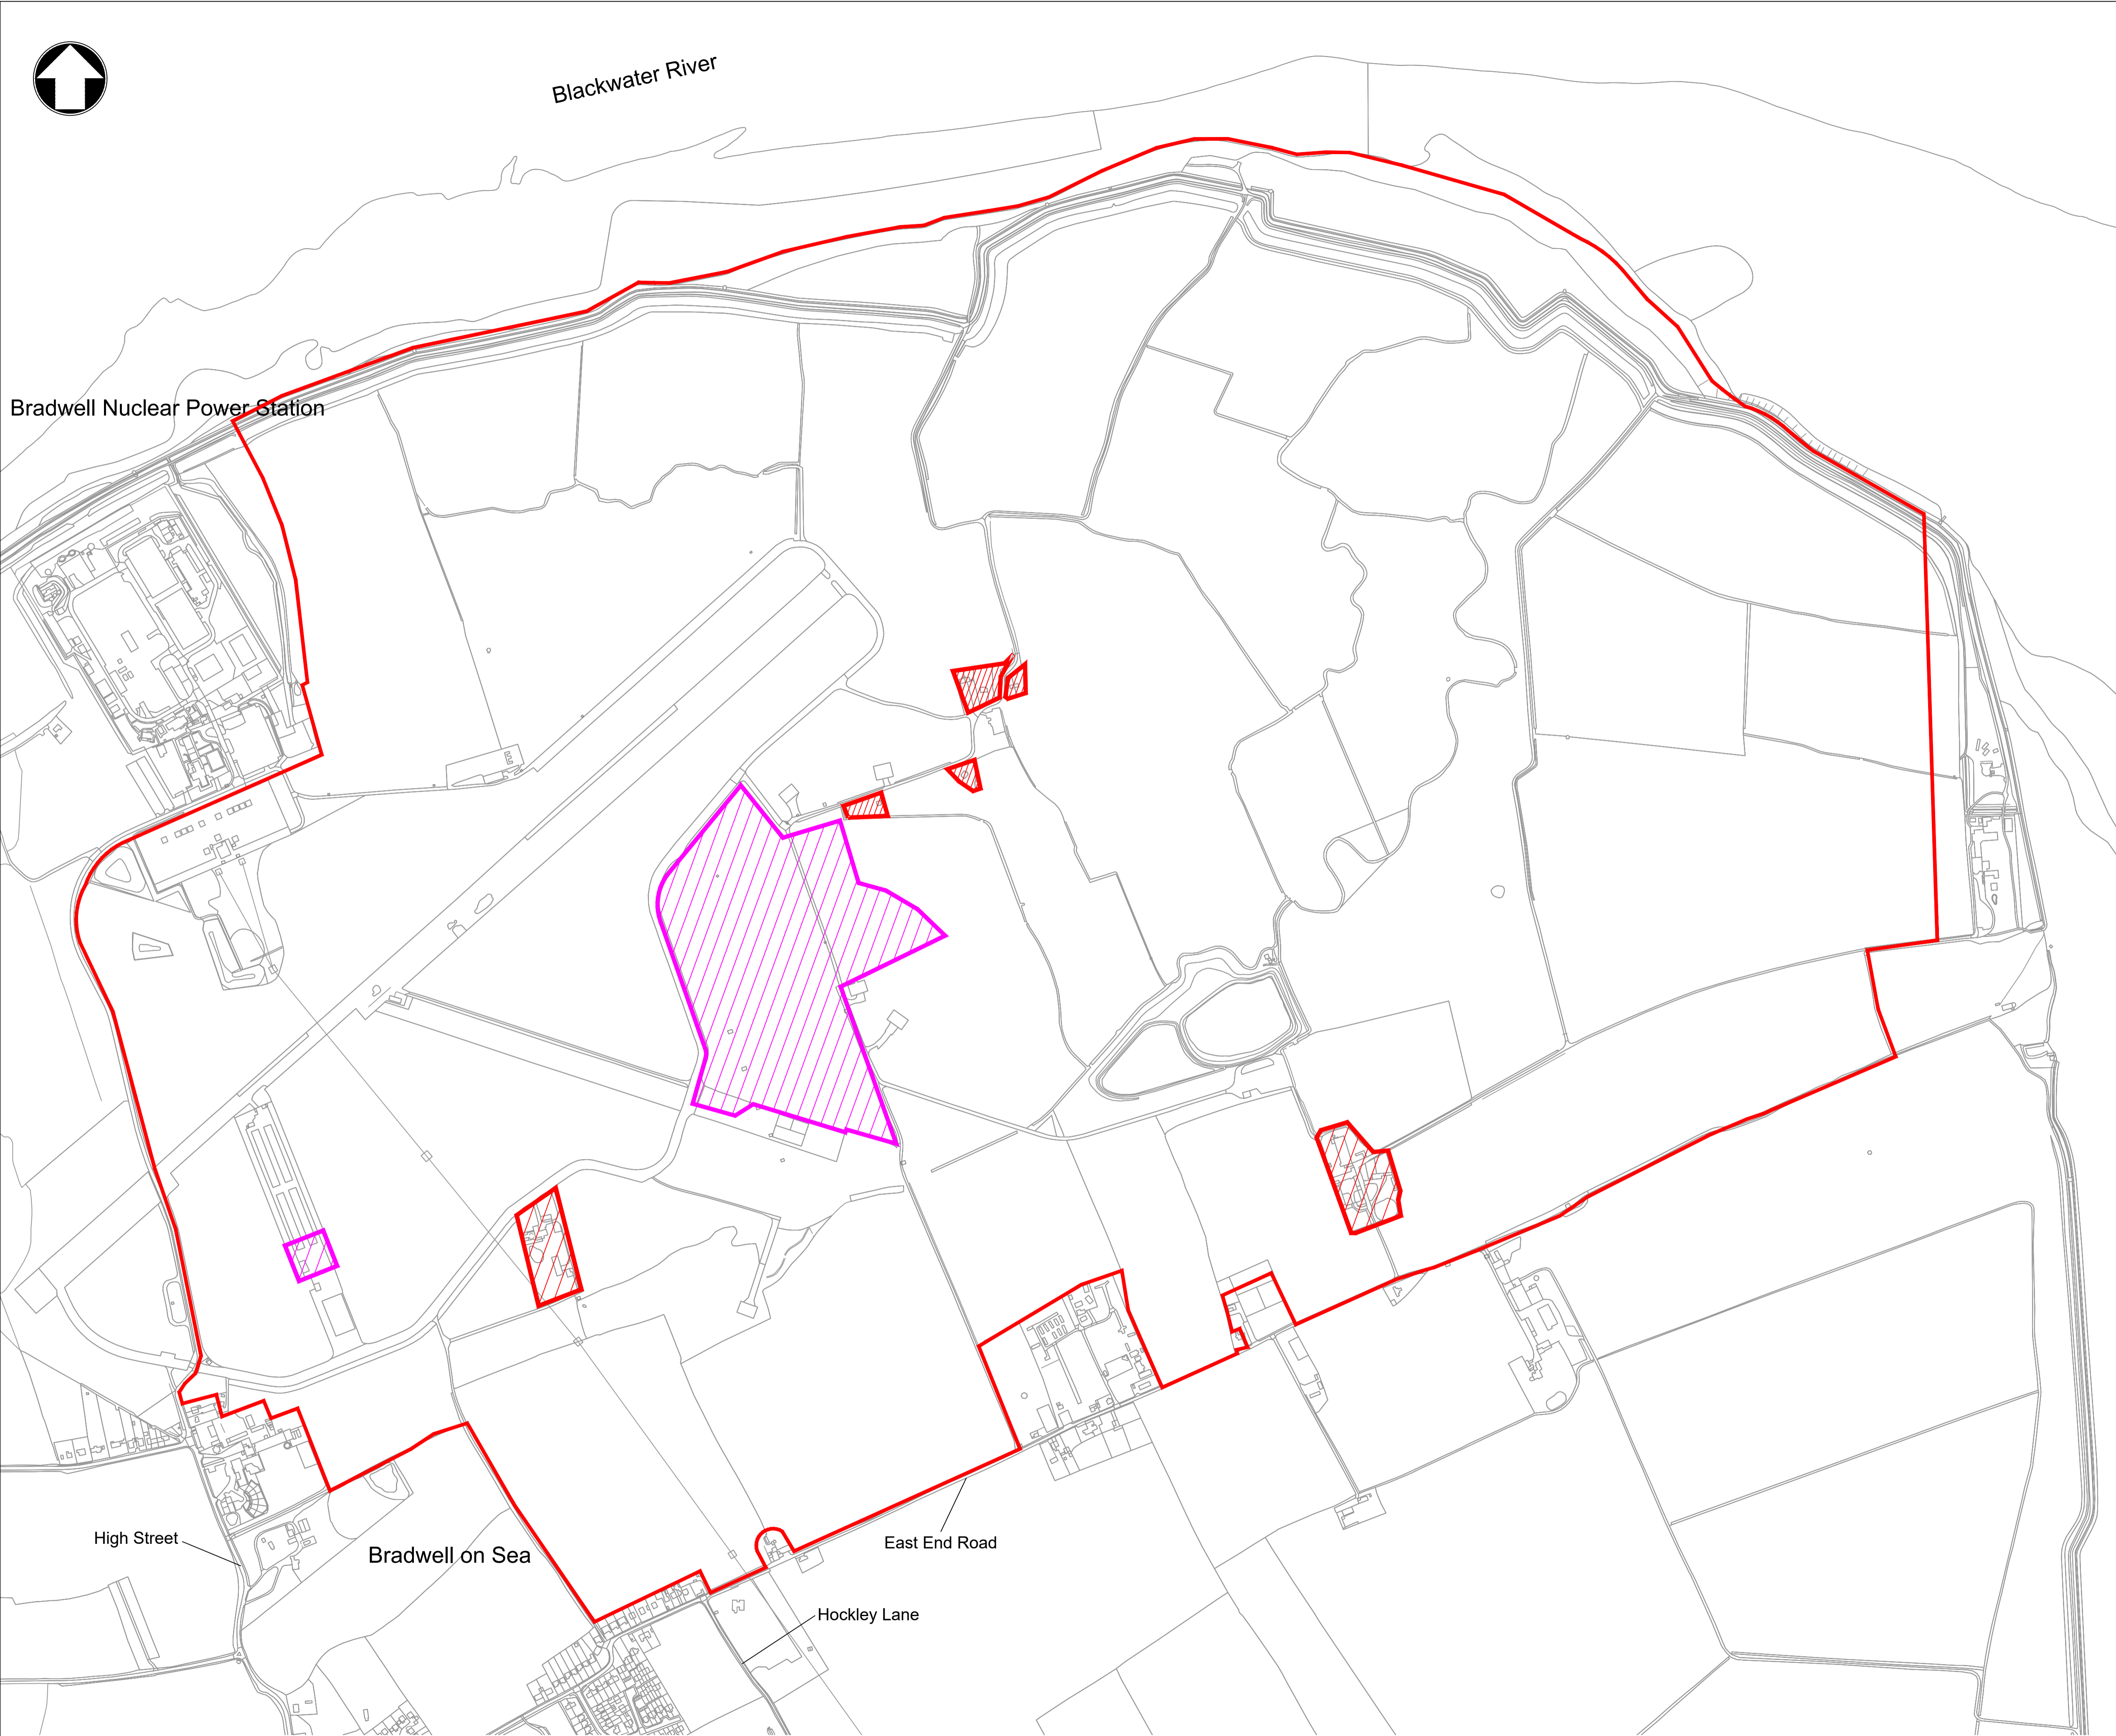 Blackwater River
Bradwell Nuclear Power Station
High Street
Bradwell on Sea
East End Road
Hockley Lane